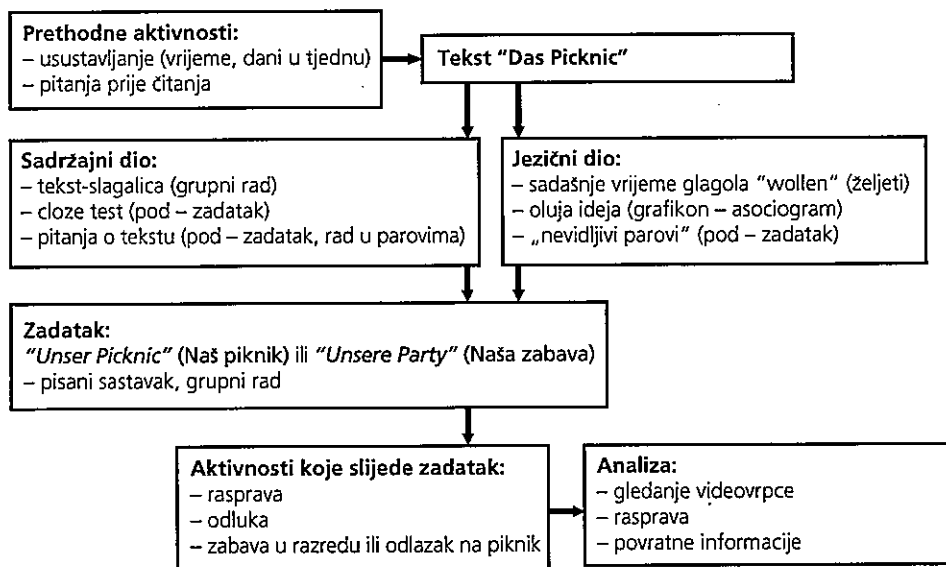 Prethodne aktivnosti:
– usustavljanje (vrijeme, dani u tjednu)
– pitanja prije čitanja
Tekst "Das Picknic"
Sadržajni dio:
– tekst-slagalica (grupni rad)
– cloze test (pod – zadatak)
– pitanja o tekstu (pod – zadatak, rad u parovima)
Jezični dio:
– sadašnje vrijeme glagola "wollen" (željeti)
– oluja ideja (grafikon – asociogram)
– „nevidljivi parovi" (pod – zadatak)
Zadatak:
"Unser Picknic" (Naš piknik) ili "Unsere Party" (Naša zabava)
– pisani sastavak, grupni rad
Aktivnosti koje slijede zadatak:
– rasprava
– odluka
– zabava u razredu ili odlazak na piknik
Analiza:
– gledanje videovrpce
– rasprava
– povratne informacije